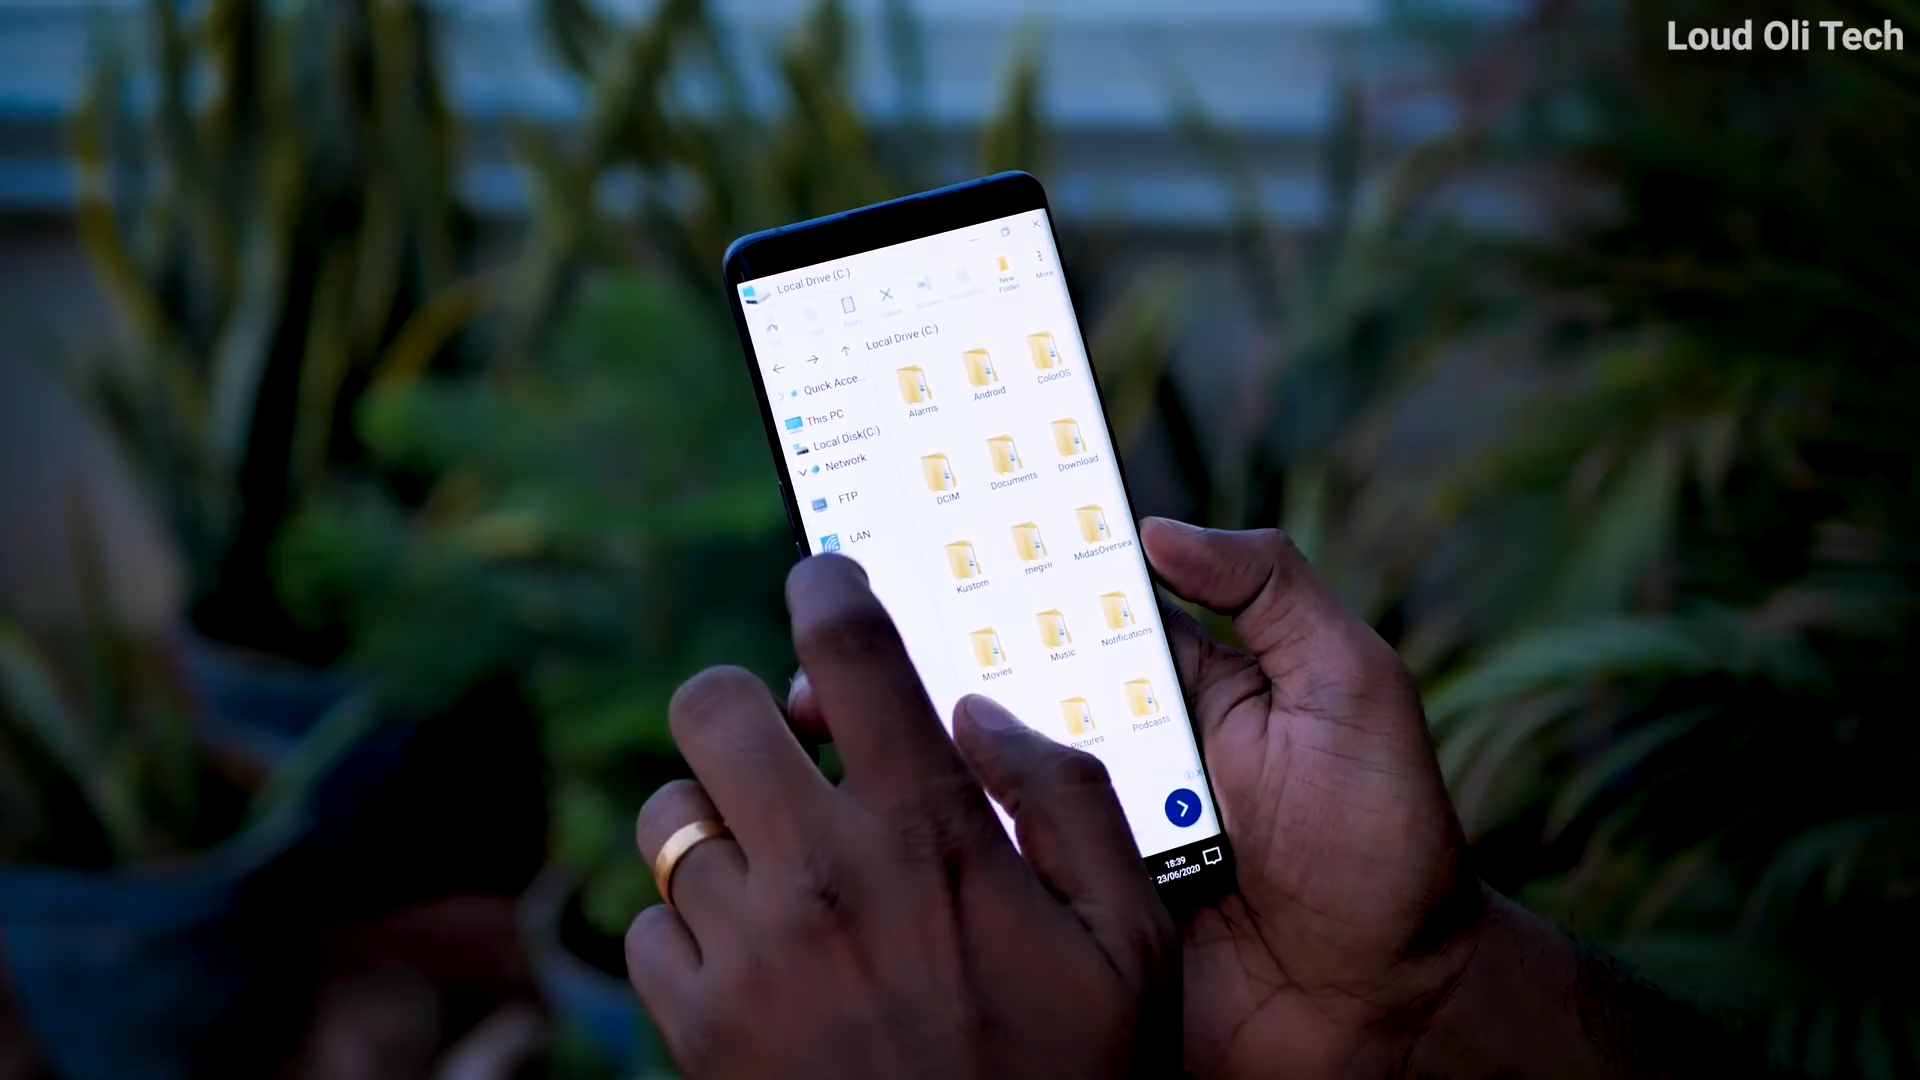 Loud Oli Tech
Local Drive (C:)
New
Folder
More
Local Drive (C:)
Quick Acce...
This PC
Local Disk(C:)
Network
FTP
LAN
Alarms
Android
ColorOS
DCIM
Documents
Download
Kustom
megvii
MidasOversea
Movies
Music
Notifications
Pictures
Podcasts
18:39
23/06/2020